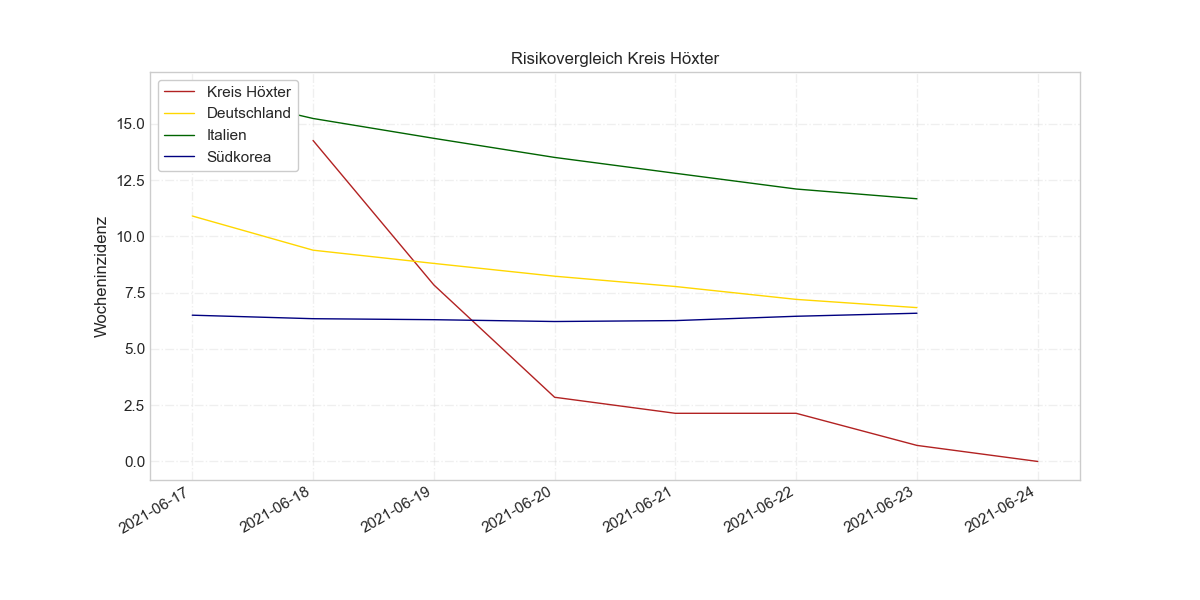 Risikovergleich Kreis Höxter
Kreis Höxter
Deutschland
Italien
Südkorea
Wocheninzidenz
15.0
12.5
10.0
7.5
5.0
2.5
0.0
2021-06-17
2021-06-18
2021-06-19
2021-06-20
2021-06-21
2021-06-22
2021-06-23
2021-06-24